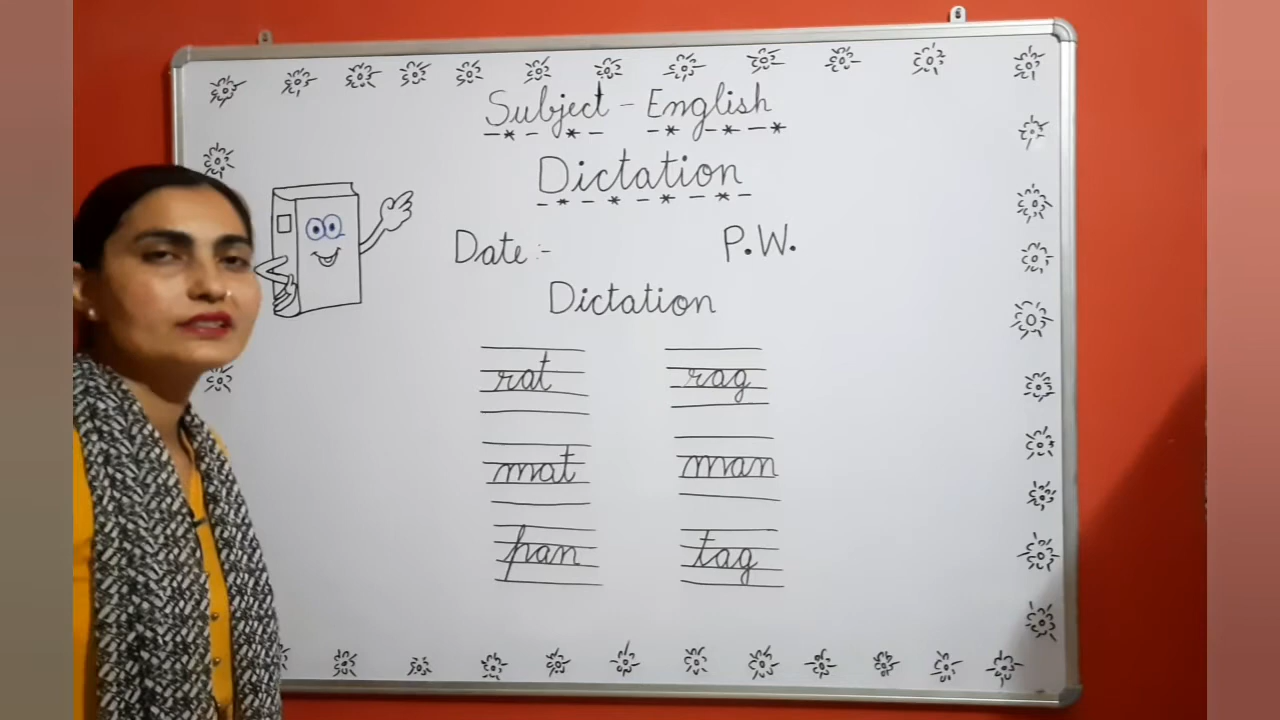 Subject - English
Dictation
Date :- P.W.
Dictation
rat rag
mat man
pan tag